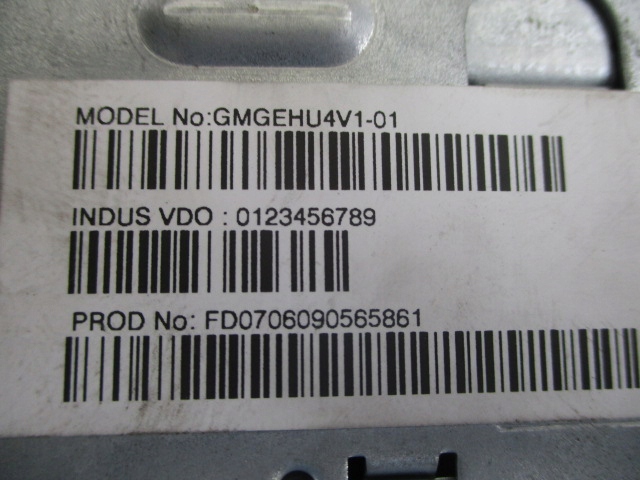 MODEL No:GMGEHU4V1-01
INDUS VDO : 0123456789
PROD No: FD0706090565861